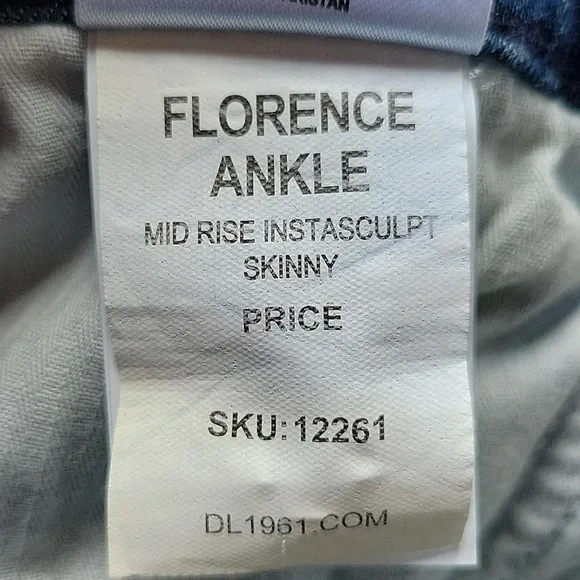 FLORENCE
ANKLE
MID RISE INSTASCULPT
SKINNY
PRICE
SKU: 12261
DL1961.COM